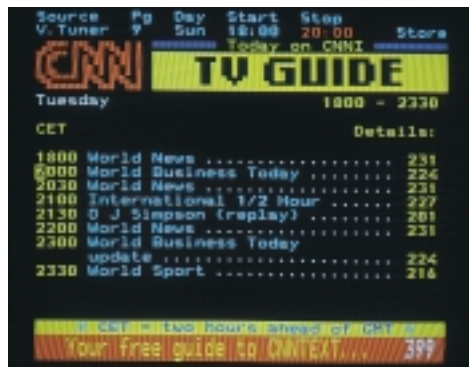 Source Pg Day Start Stop
V.Tuner 9 Sun 18:00 20:00 Store
Today on CNNI
CNN TV GUIDE
Tuesday 1800 - 2330
CET Details:
1800 World News .................... 231
World Business Today ........... 224
2030 World News .................... 231
2100 International 1/2 Hour ........ 227
2130 O J Simpson (replay) .......... 201
2200 World News .................... 231
2300 World Business Today
update ......................... 224
2330 World Sport ................... 216
CET = two hours ahead of GMT
Your free guide to CNNTEXT... 399